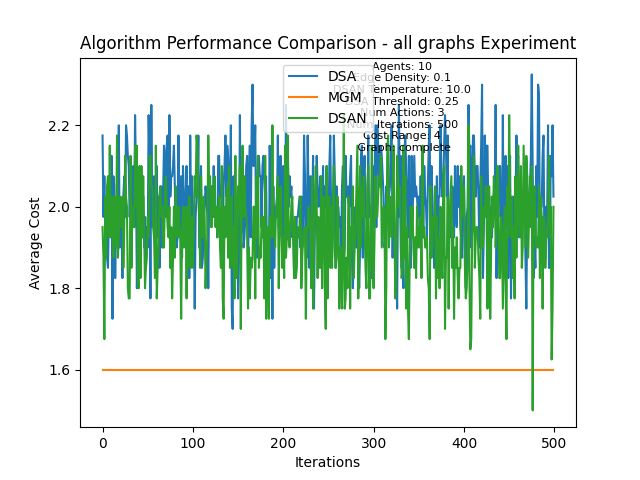 Algorithm Performance Comparison - all graphs Experiment
DSA
MGM
DSAN
Agents: 10
Edge Density: 0.1
DSAN Temperature: 10.0
Threshold: 0.25
Num Actions: 3
Num Iterations: 500
Cost Range: 4
Graph: complete
Average Cost
2.2
2.0
1.8
1.6
0
100
200
300
400
500
Iterations